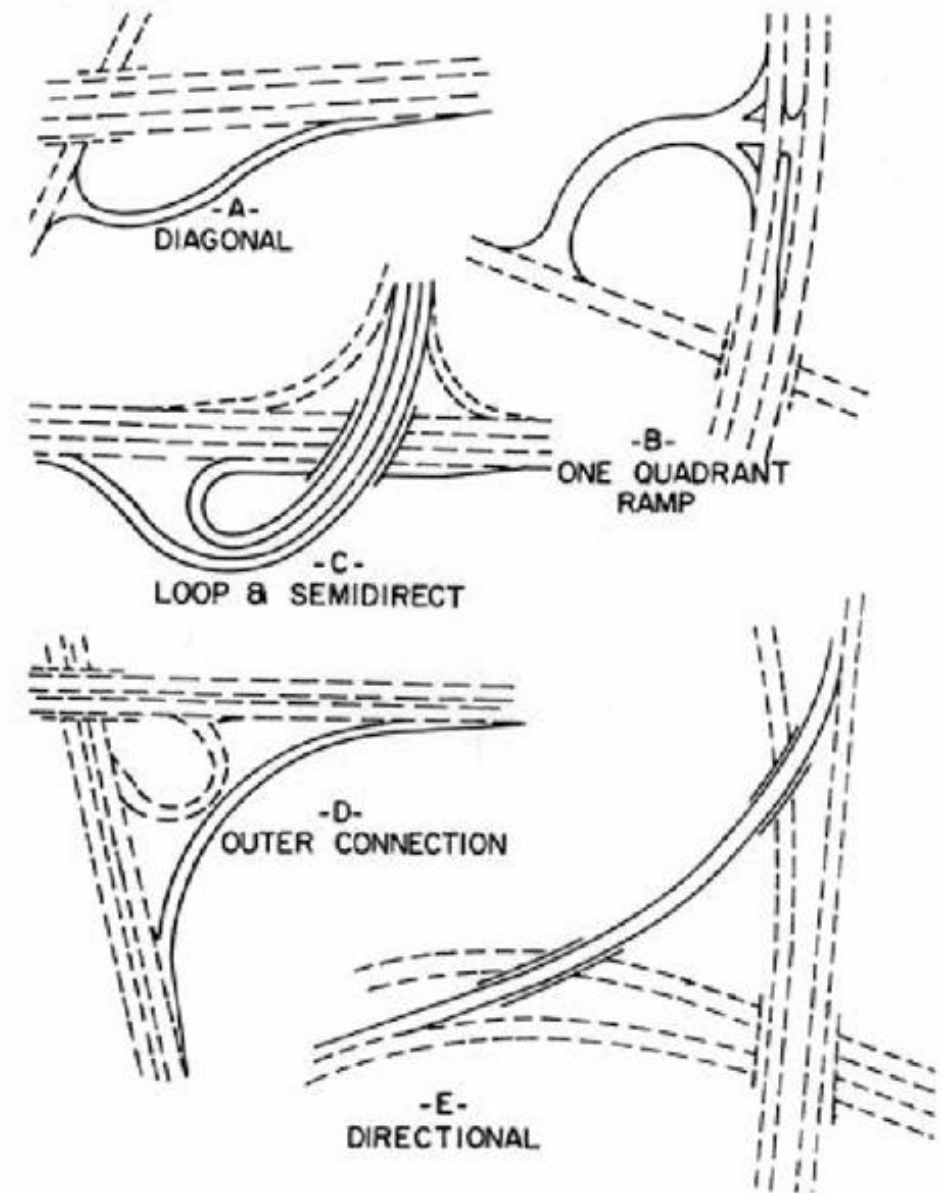 -A-
DIAGONAL
-B-
ONE QUADRANT
RAMP
-C-
LOOP & SEMIDIRECT
-D-
OUTER CONNECTION
-E-
DIRECTIONAL